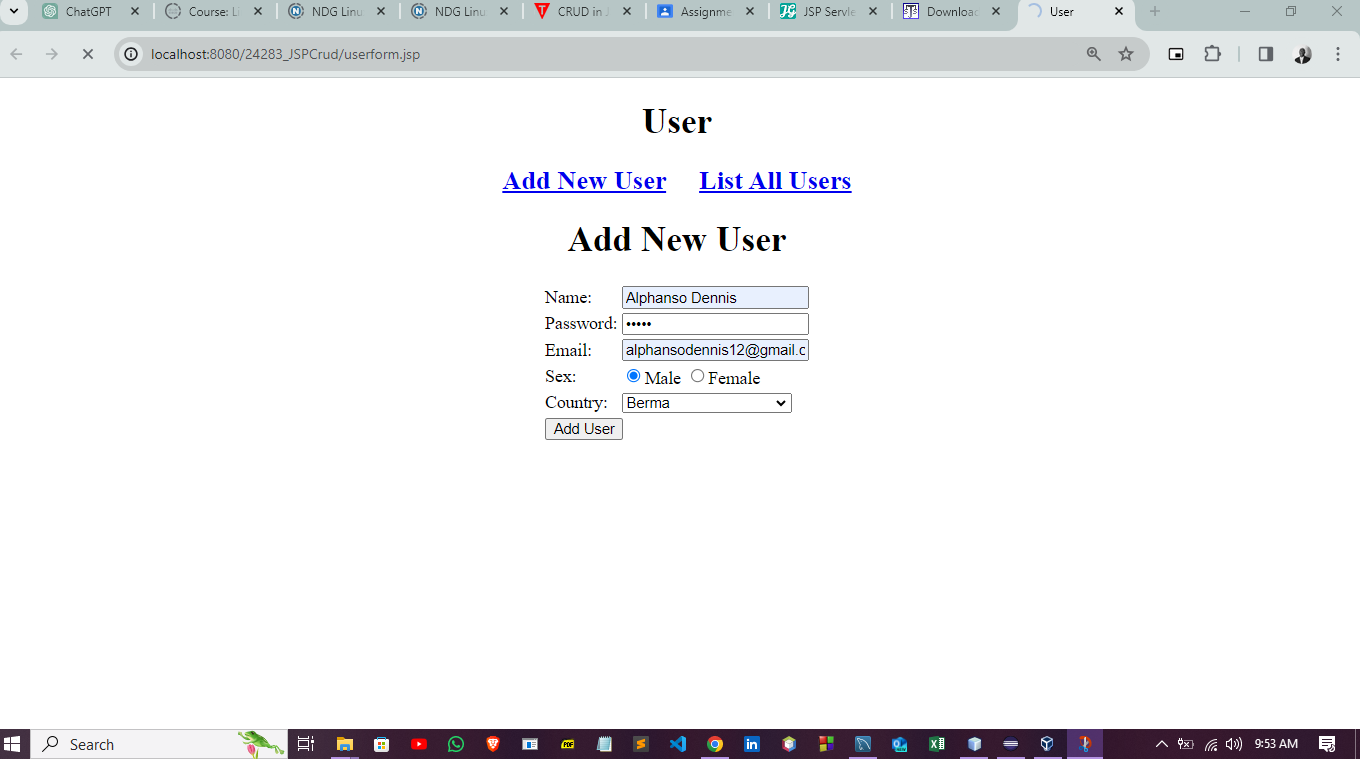 ChatGPT
Course: Li
NDG Linu
NDG Linu
CRUD in J
Assignme
JSP Servle
Downloac
User
localhost:8080/24283_JSPCrud/userform.jsp
User
Add New User List All Users
Add New User
Name: Alphanso Dennis
Password: •••••
Email: alphansodennis12@gmail.c
Sex: Male Female
Country: Berma
Add User
Search
9:53 AM